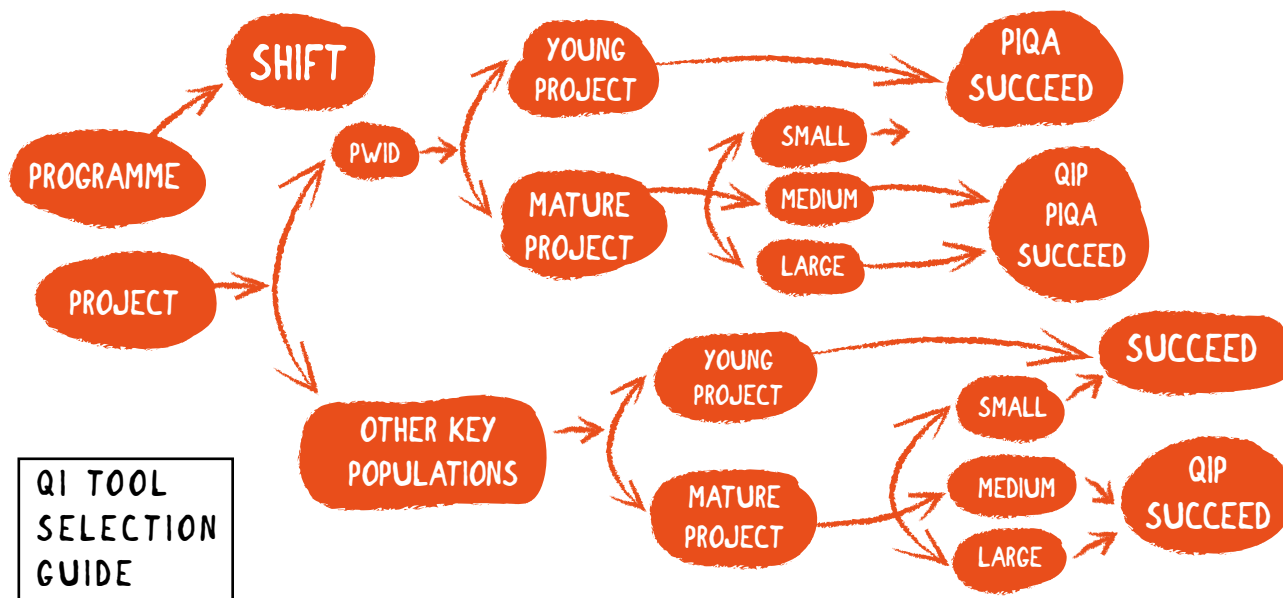 SHIFT
PROGRAMME
PROJECT
PWID
YOUNG
PROJECT
MATURE
PROJECT
SMALL
MEDIUM
LARGE
PIQA
SUCCEED
QIP
PIQA
SUCCEED
OTHER KEY
POPULATIONS
YOUNG
PROJECT
MATURE
PROJECT
SMALL
MEDIUM
LARGE
SUCCEED
QIP
SUCCEED
QI TOOL
SELECTION
GUIDE